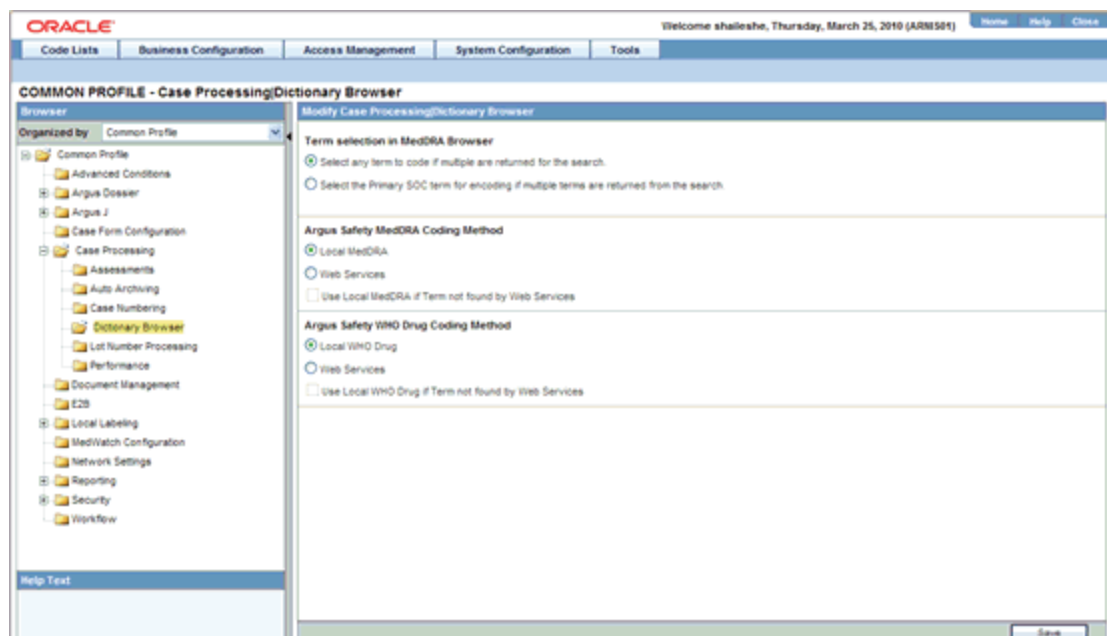 ORACLE
Welcome shaileshe, Thursday, March 25, 2010 (ARNIS01)
Home Help Close
Code Lists Business Configuration Access Management System Configuration Tools
COMMON PROFILE - Case Processing|Dictionary Browser
Browser
Organized by Common Profile
Common Profile
Advanced Conditions
Argus Dossier
Argus J
Case Form Configuration
Case Processing
Assessments
Auto Archiving
Case Numbering
Dictionary Browser
Lot Number Processing
Performance
Document Management
E2B
Local Labeling
MedWatch Configuration
Network Settings
Reporting
Security
Workflow
Help Text
Modify Case Processing|Dictionary Browser
Term selection in MedDRA Browser
Select any term to code if multiple are returned for the search.
Select the Primary SOC term for encoding if multiple terms are returned from the search.
Argus Safety MedDRA Coding Method
Local MedDRA
Web Services
Use Local MedDRA if Term not found by Web Services
Argus Safety WHO Drug Coding Method
Local WHO Drug
Web Services
Use Local WHO Drug if Term not found by Web Services
Save